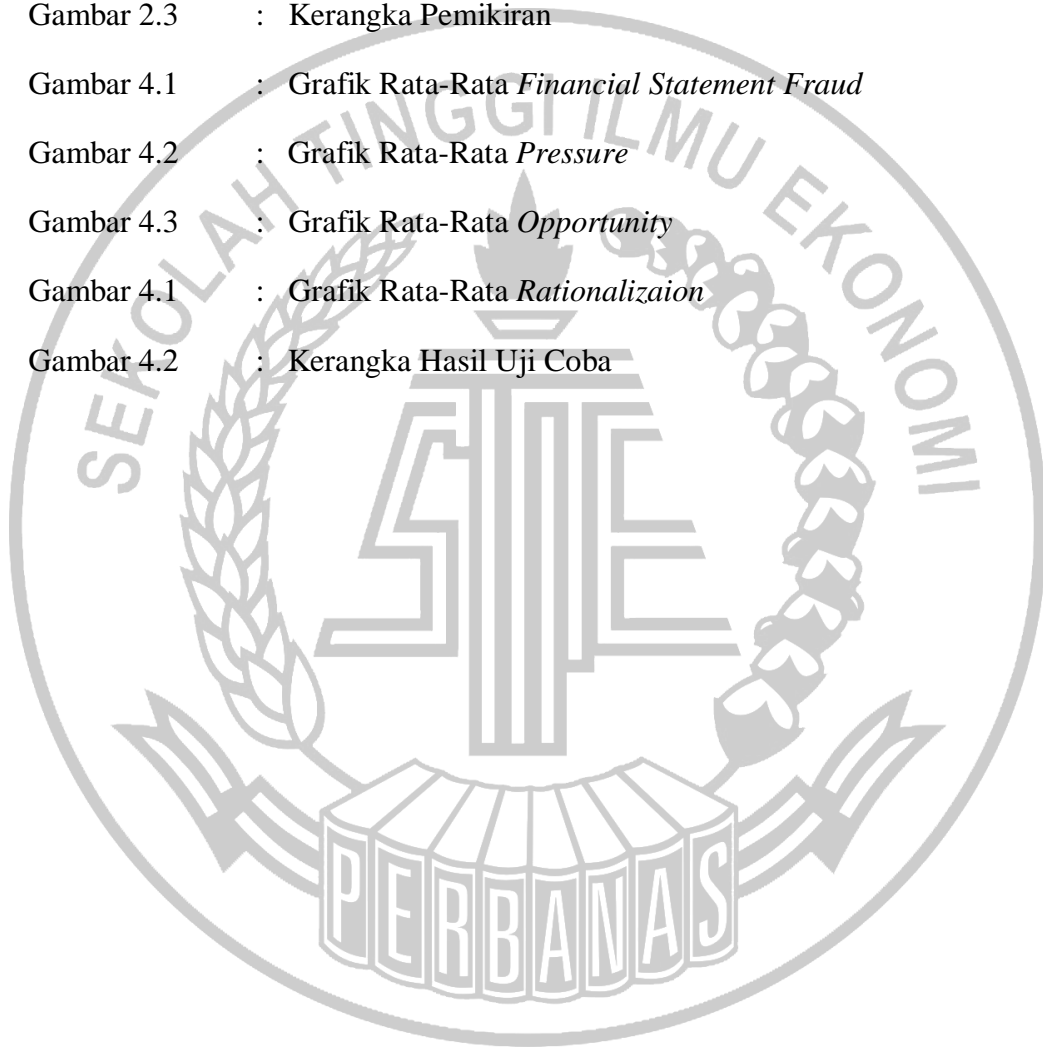 Gambar 2.3 : Kerangka Pemikiran
Gambar 4.1 : Grafik Rata-Rata Financial Statement Fraud
Gambar 4.2 : Grafik Rata-Rata Pressure
Gambar 4.3 : Grafik Rata-Rata Opportunity
Gambar 4.1 : Grafik Rata-Rata Rationalizaion
Gambar 4.2 : Kerangka Hasil Uji Coba
SEKOLAH TINGGI ILMU EKONOMI
STIE
PERBANAS